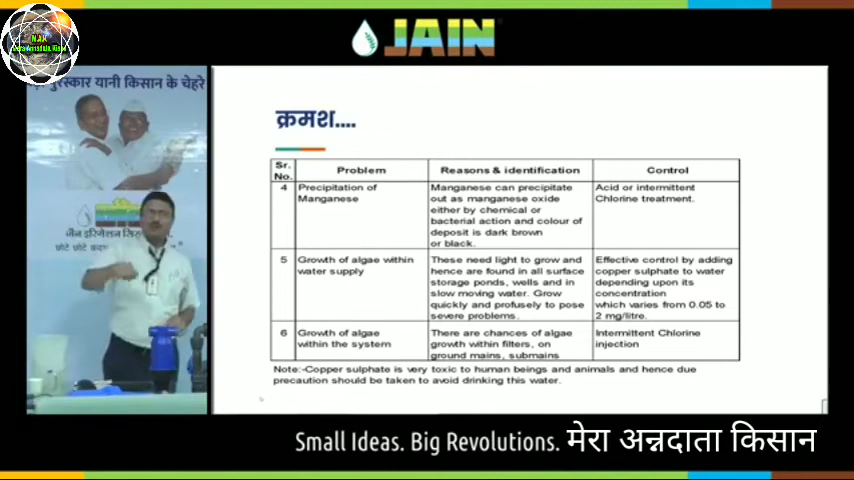 JAIN
N.A.K
Mera Annadata Kisan
पुरस्कार यानी किसान के चेहरे
जैन इरिगेशन
क्रमश....
Sr. No. Problem Reasons & identification Control
4 Precipitation of Manganese
Manganese can precipitate
out as manganese oxide
either by chemical or
bacterial action and colour of
deposit is dark brown
or black.
Acid or intermittent
Chlorine treatment.
5 Growth of algae within
water supply
These need light to grow and
hence are found in all surface
storage ponds, wells and in
slow moving water. Grow
quickly and profusely to pose
severe problems.
Effective control by adding
copper sulphate to water
depending upon its
concentration
which varies from 0.05 to
2 mg/litre.
6 Growth of algae
within the system
There are chances of algae
growth within filters, on
ground mains, submains
Intermittent Chlorine
injection
Note:-Copper sulphate is very toxic to human beings and animals and hence due
precaution should be taken to avoid drinking this water.
Small Ideas. Big Revolutions. मेरा अन्नदाता किसान